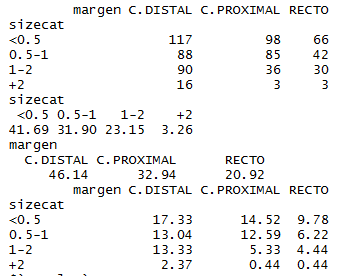 margen C.DISTAL C.PROXIMAL RECTO
sizecat
<0.5 117 98 66
0.5-1 88 85 42
1-2 90 36 30
+2 16 3 3
sizecat
<0.5 0.5-1 1-2 +2
41.69 31.90 23.15 3.26
margen
C.DISTAL C.PROXIMAL RECTO
46.14 32.94 20.92
margen C.DISTAL C.PROXIMAL RECTO
sizecat
<0.5 17.33 14.52 9.78
0.5-1 13.04 12.59 6.22
1-2 13.33 5.33 4.44
+2 2.37 0.44 0.44